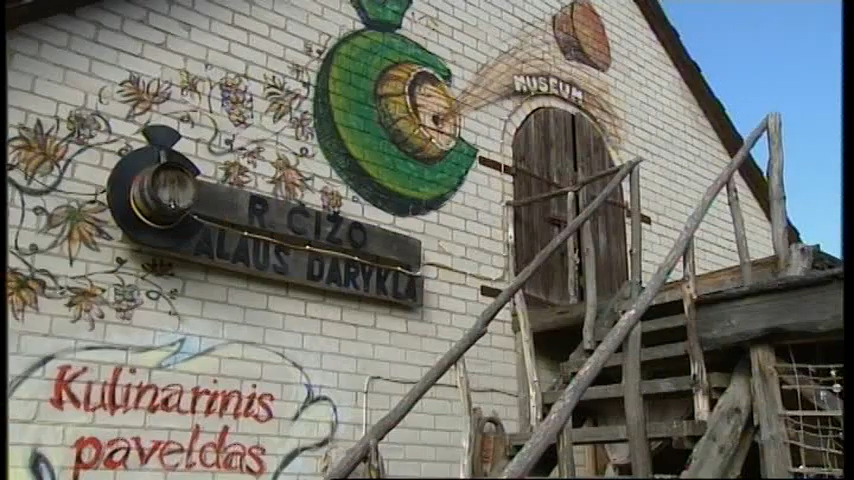 MUSEUM
R. ČIŽO
ALAUS DARYKLA
Kulinarinis
paveldas